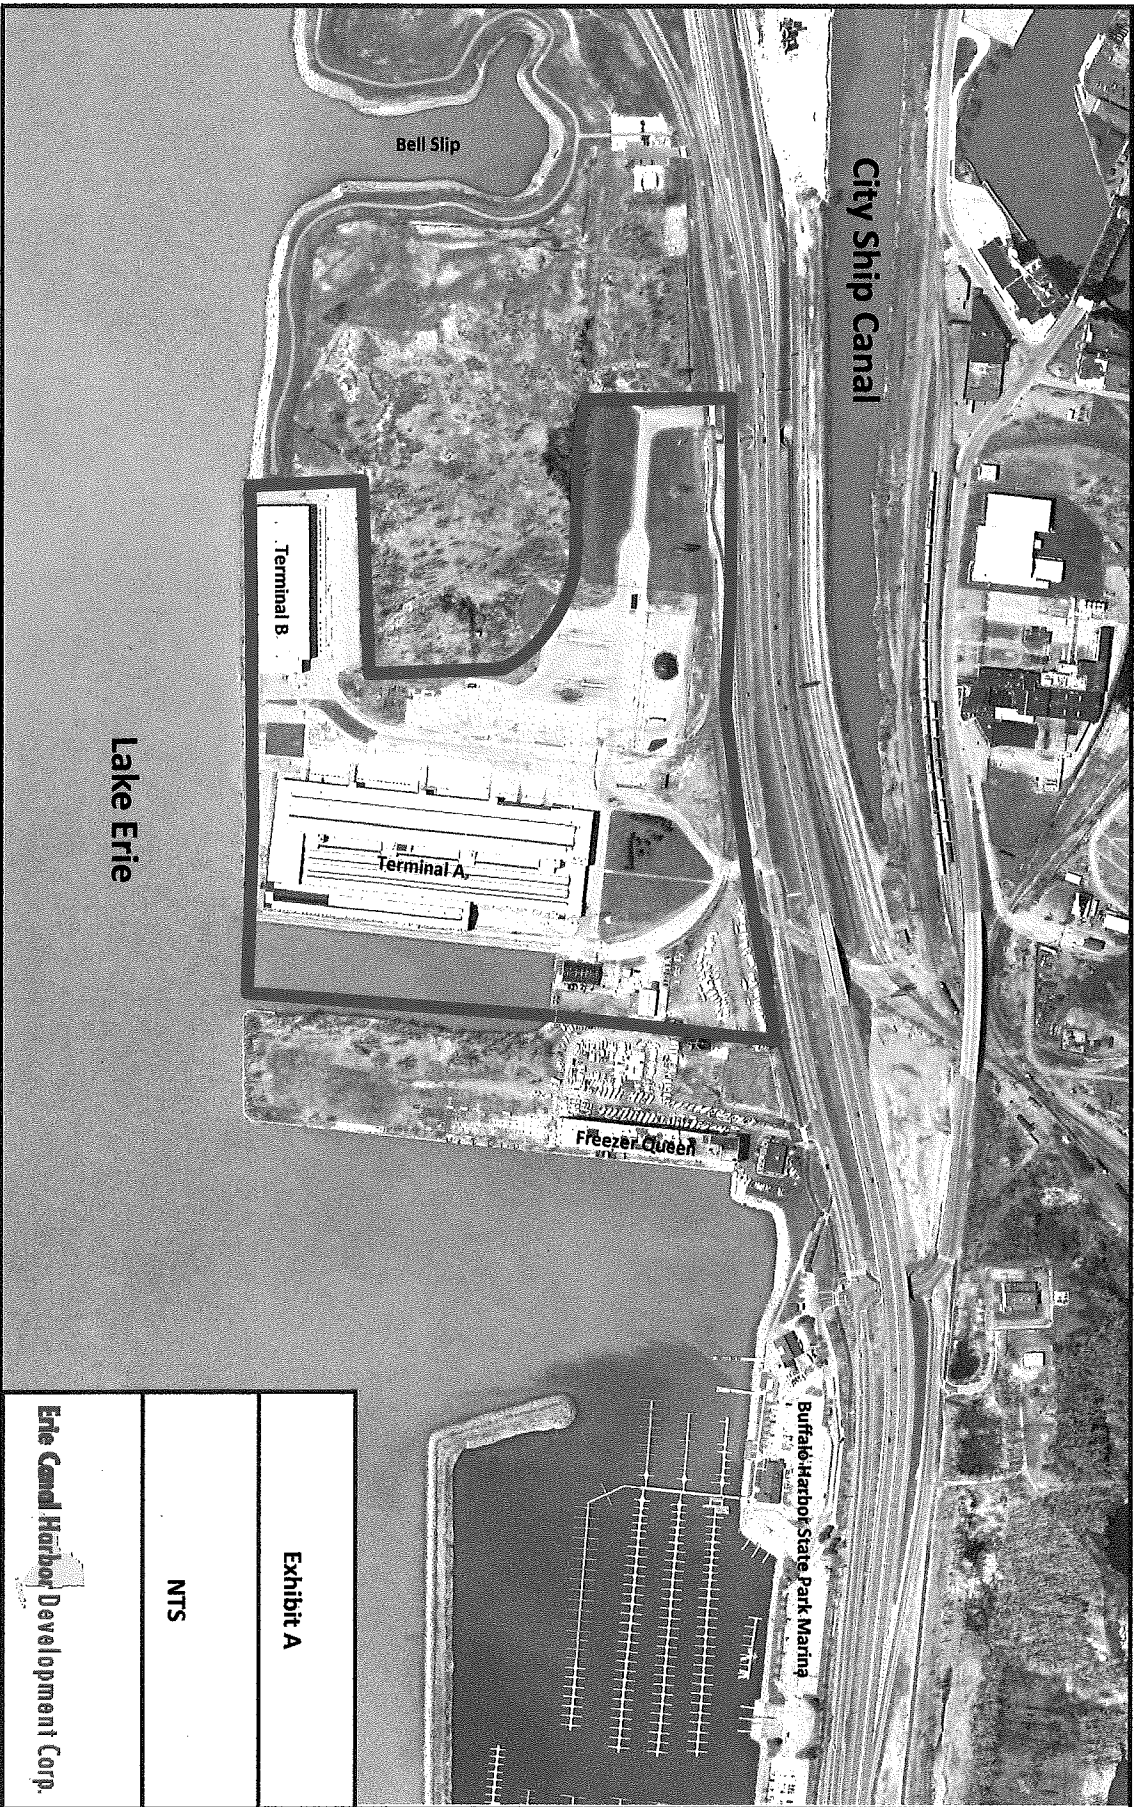 City Ship Canal
Bell Slip
Terminal B
Terminal A
Lake Erie
Freezer Queen
Buffalo Harbor State Park Marina
Exhibit A
NTS
Erie Canal Harbor Development Corp.